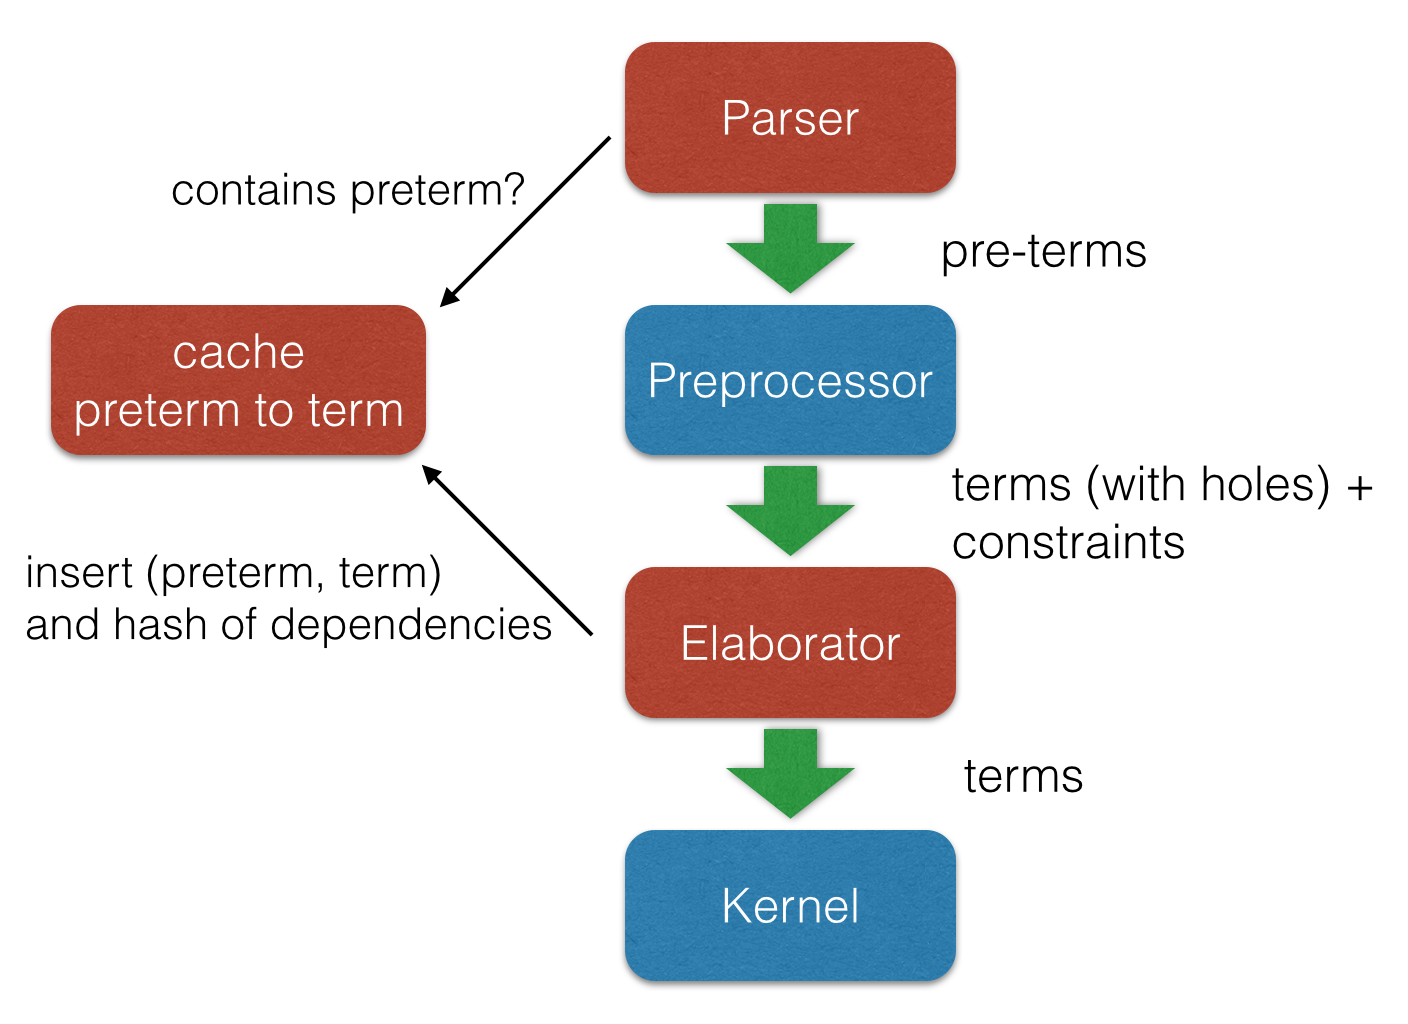 Parser
contains preterm?
pre-terms
cache
preterm to term
Preprocessor
terms (with holes) +
constraints
insert (preterm, term)
and hash of dependencies
Elaborator
terms
Kernel